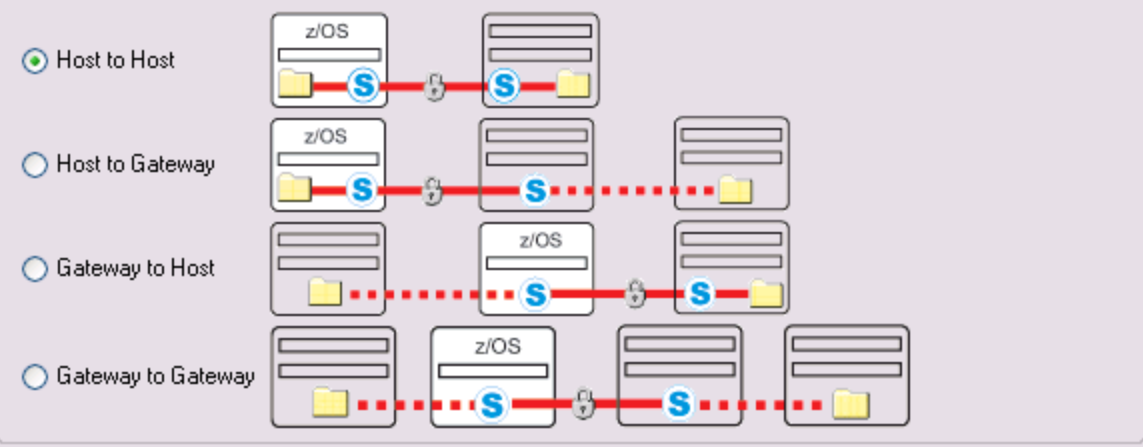 z/OS
Host to Host
S S
z/OS
Host to Gateway
S S
z/OS
Gateway to Host
S S
z/OS
Gateway to Gateway
S S